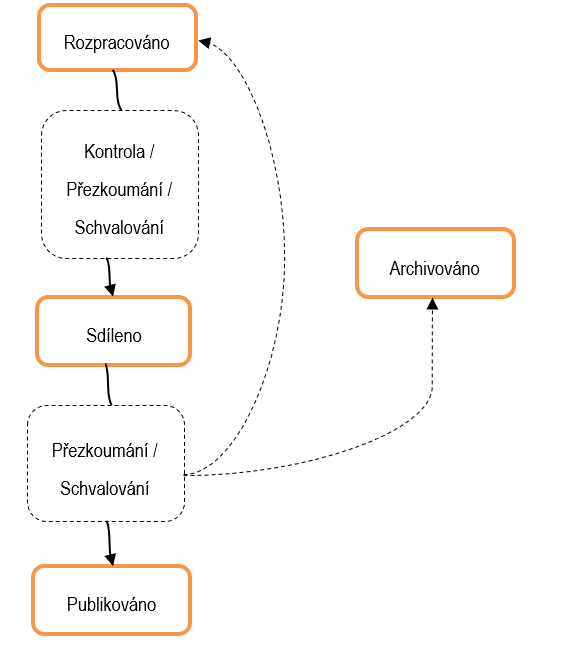 Rozpracováno
Kontrola /
Přezkoumání /
Schvalování
Archivováno
Sdíleno
Přezkoumání /
Schvalování
Publikováno